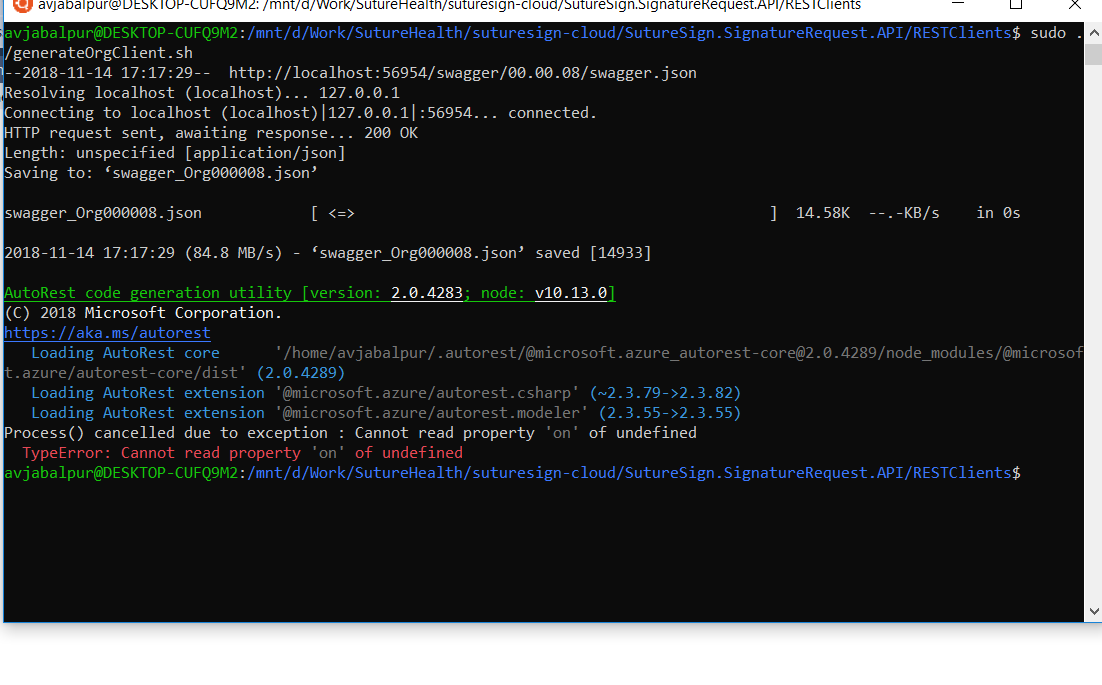 avjabalpur@DESKTOP-CUFQ9M2: /mnt/d/Work/SutureHealth/suturesign-cloud/SutureSign.SignatureRequest.API/RESTClients
avjabalpur@DESKTOP-CUFQ9M2:/mnt/d/Work/SutureHealth/suturesign-cloud/SutureSign.SignatureRequest.API/RESTClients$ sudo .
/generateOrgClient.sh
--2018-11-14 17:17:29--  http://localhost:56954/swagger/00.00.08/swagger.json
Resolving localhost (localhost)... 127.0.0.1
Connecting to localhost (localhost)|127.0.0.1|:56954... connected.
HTTP request sent, awaiting response... 200 OK
Length: unspecified [application/json]
Saving to: ‘swagger_Org000008.json’
swagger_Org000008.json            [ <=>                                              ]  14.58K  --.-KB/s    in 0s
2018-11-14 17:17:29 (84.8 MB/s) - ‘swagger_Org000008.json’ saved [14933]
AutoRest code generation utility [version: 2.0.4283; node: v10.13.0]
(C) 2018 Microsoft Corporation.
https://aka.ms/autorest
   Loading AutoRest core      '/home/avjabalpur/.autorest/@microsoft.azure_autorest-core@2.0.4289/node_modules/@microsof
t.azure/autorest-core/dist' (2.0.4289)
   Loading AutoRest extension '@microsoft.azure/autorest.csharp' (~2.3.79->2.3.82)
   Loading AutoRest extension '@microsoft.azure/autorest.modeler' (2.3.55->2.3.55)
Process() cancelled due to exception : Cannot read property 'on' of undefined
  TypeError: Cannot read property 'on' of undefined
avjabalpur@DESKTOP-CUFQ9M2:/mnt/d/Work/SutureHealth/suturesign-cloud/SutureSign.SignatureRequest.API/RESTClients$